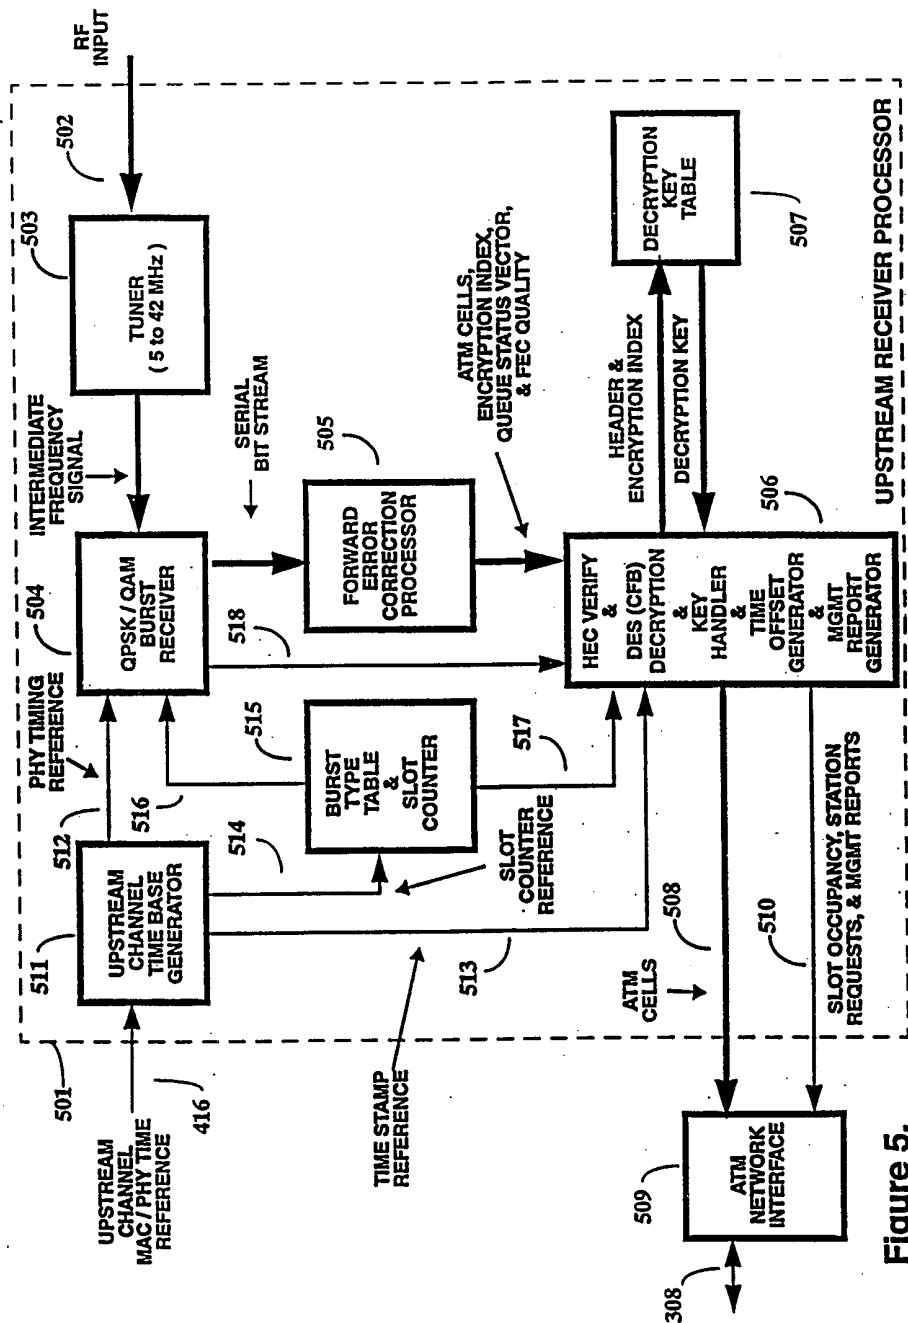 RF
INPUT
502
503
TUNER
( 5 to 42 MHz )
INTERMEDIATE
FREQUENCY
SIGNAL
504
QPSK / QAM
BURST
RECEIVER
PHY TIMING
REFERENCE
512
511
UPSTREAM
CHANNEL
TIME BASE
GENERATOR
501
416
UPSTREAM
CHANNEL
MAC / PHY TIME
REFERENCE
SERIAL
BIT STREAM
505
FORWARD
ERROR
CORRECTION
PROCESSOR
518
516
515
BURST
TYPE
TABLE
&
SLOT
COUNTER
514
SLOT
COUNTER
REFERENCE
517
513
TIME STAMP
REFERENCE
ATM CELLS,
ENCRYPTION INDEX,
QUEUE STATUS VECTOR,
& FEC QUALITY
DECRYPTION
KEY
TABLE
507
HEADER &
ENCRYPTION INDEX
DECRYPTION KEY
506
HEC VERIFY
&
DES (CFB)
DECRYPTION
&
KEY
HANDLER
&
TIME
OFFSET
GENERATOR
&
MGMT
REPORT
GENERATOR
UPSTREAM RECEIVER PROCESSOR
508
ATM
CELLS
510
SLOT OCCUPANCY, STATION
REQUESTS, & MGMT REPORTS
509
ATM
NETWORK
INTERFACE
308
Figure 5.